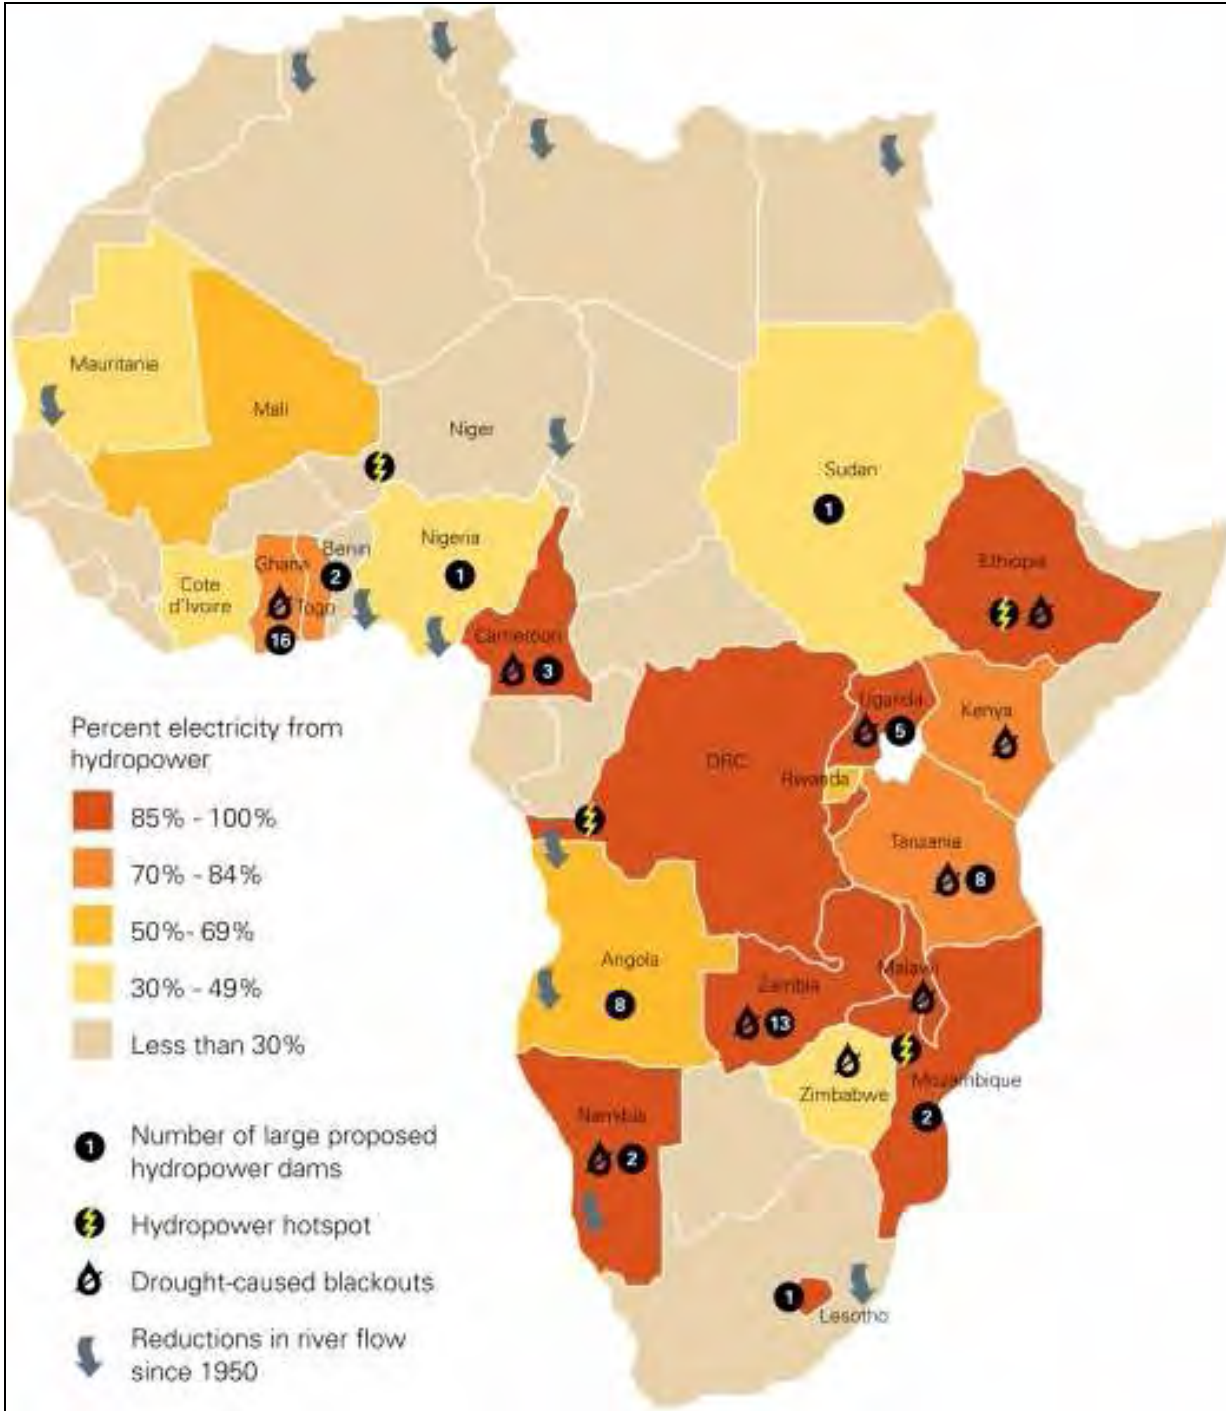 Mauritania
Mali
Niger
Sudan
1
Nigeria
1
Benin
2
Ghana
Togo
16
Cote
d'Ivoire
Cameroun
3
Ethiopia
Uganda
5
Kenya
DRC
Rwanda
Tanzania
8
Angola
8
Malawi
Zambia
13
Zimbabwe
Mozambique
2
Namibia
2
1
Lesotho
Percent electricity from
hydropower
85% - 100%
70% - 84%
50%- 69%
30% - 49%
Less than 30%
1
Number of large proposed
hydropower dams
Hydropower hotspot
Drought-caused blackouts
Reductions in river flow
since 1950